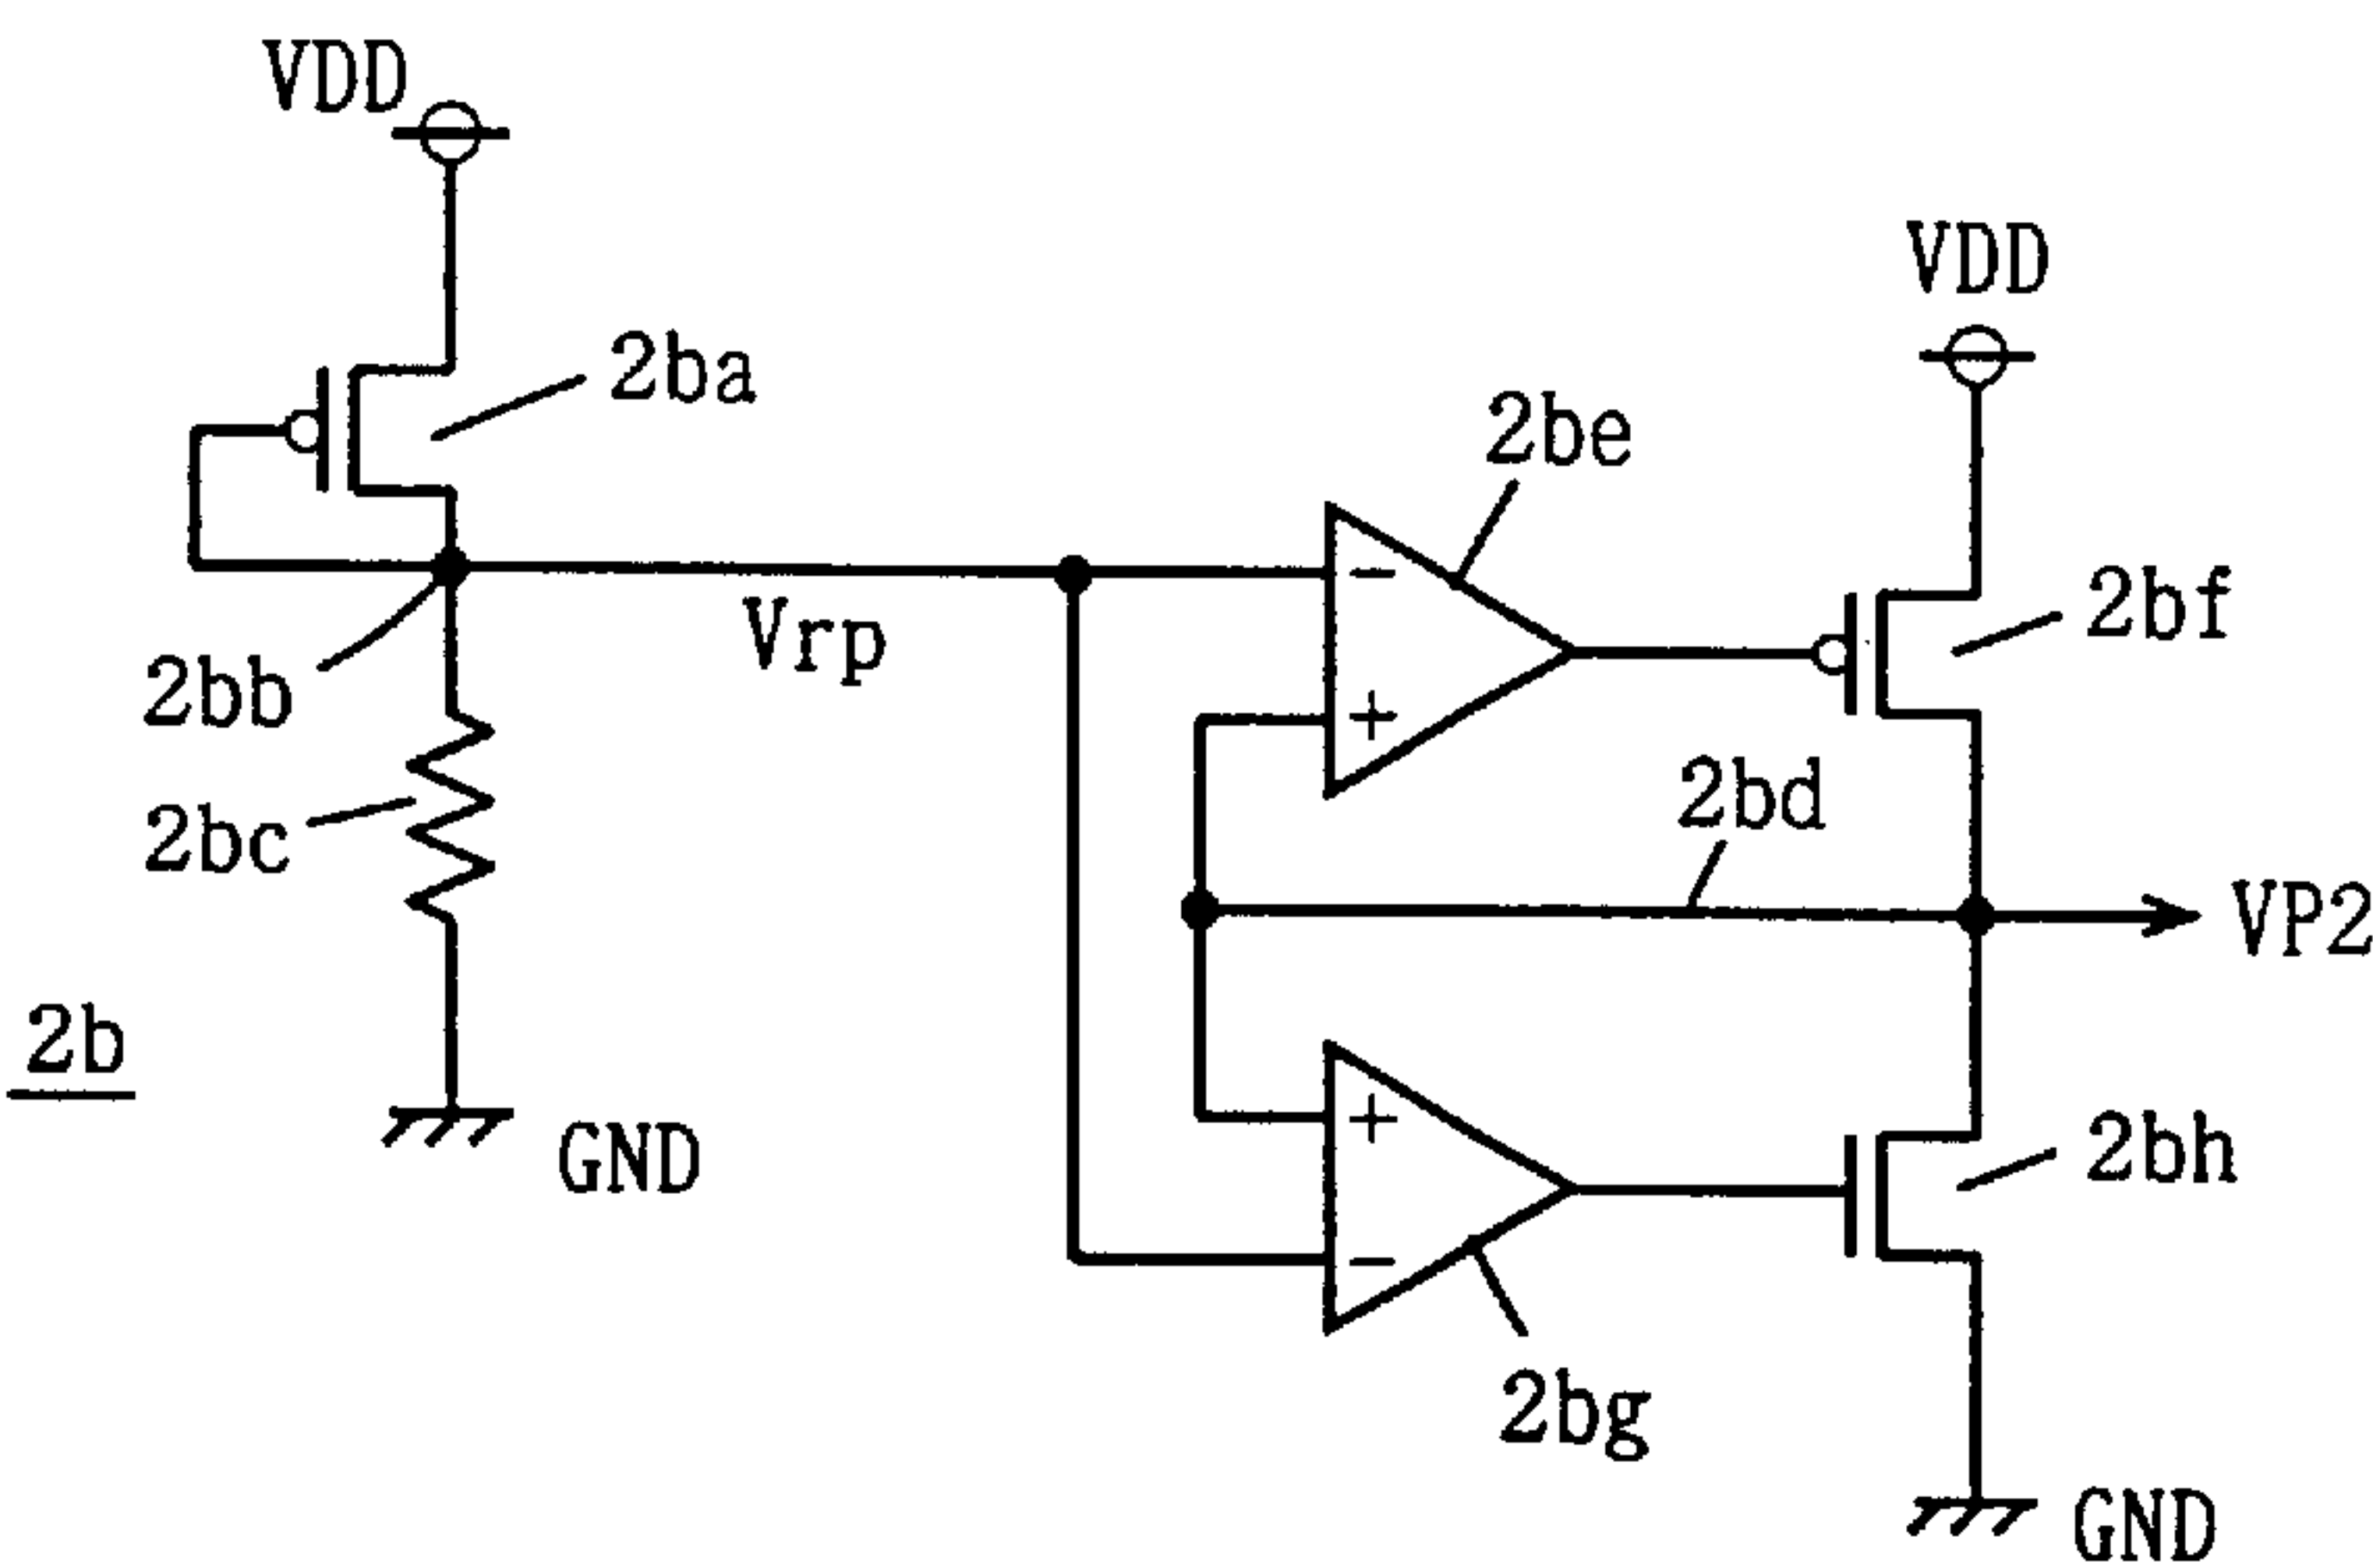 VDD
VDD
2ba
2be
2bf
Vrp
-
2bb
+
2bd
2bc
VP2
2b
+
2bh
GND
-
2bg
GND